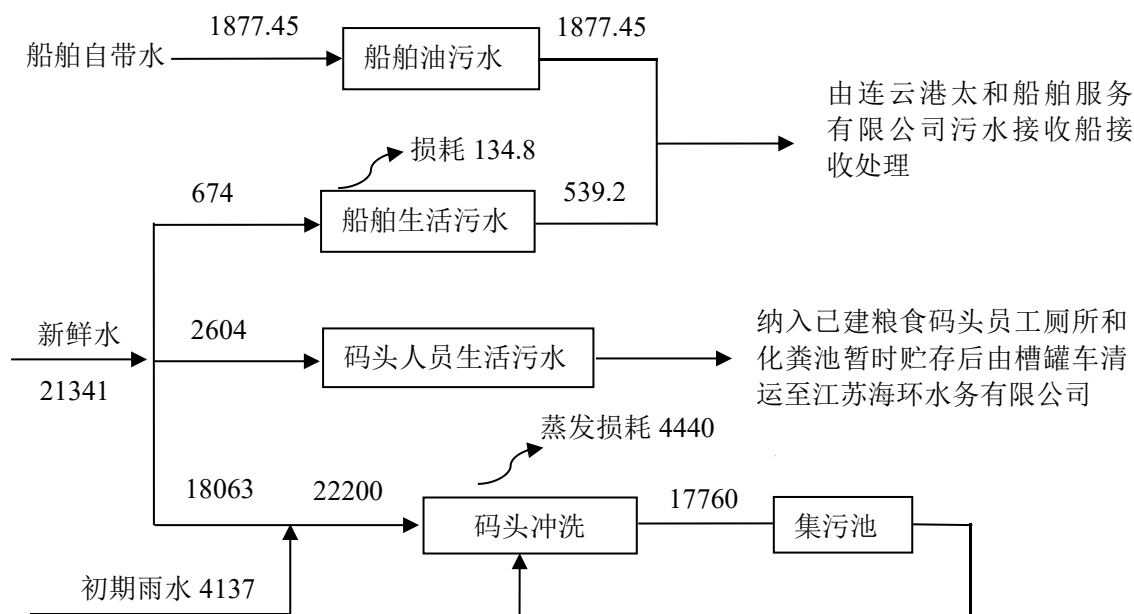 1877.45
1877.45
船舶自带水
船舶油污水
由连云港太和船舶服务
有限公司污水接收船接
收处理
损耗 134.8
674
539.2
船舶生活污水
新鲜水
21341
2604
码头人员生活污水
纳入已建粮食码头员工厕所和
化粪池暂时贮存后由槽罐车清
运至江苏海环水务有限公司
蒸发损耗 4440
18063
22200
17760
码头冲洗
集污池
初期雨水 4137